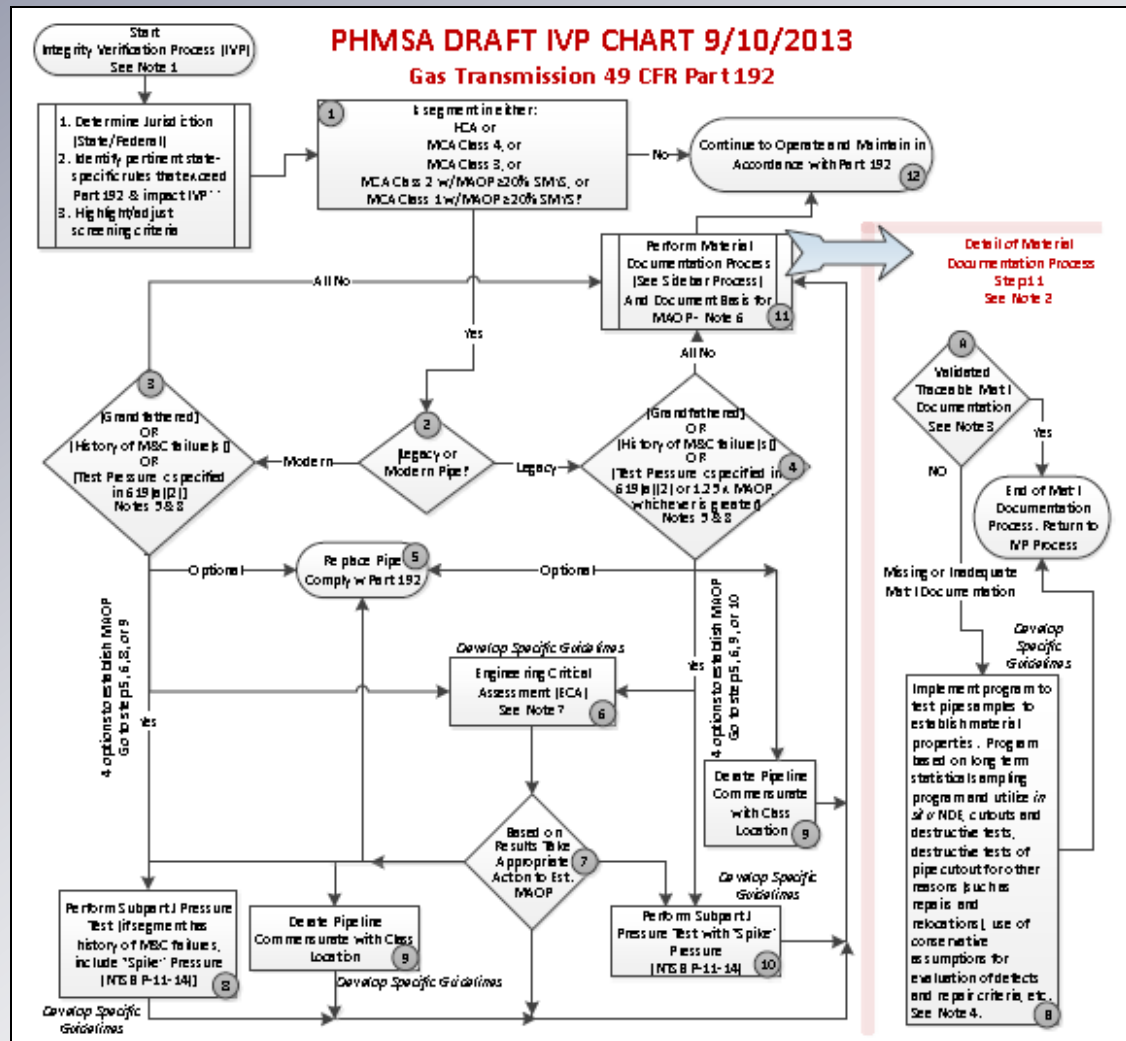 Start
Integrity Verification Process (IVP)
See Note 1
PHMSA DRAFT IVP CHART 9/10/2013
Gas Transmission 49 CFR Part 192
1. Determine Jurisdiction
(State/Federal)
2. Identify pertinent state-
specific rules that exceed
Part 192 & impact IVP``
3. Highlight/adjust
screening criteria
1
Is segment in either:
HCA or
MCA Class 4, or
MCA Class 3, or
MCA Class 2 w/MAOP ≥20% SMYS, or
MCA Class 1 w/MAOP ≥20% SMYS?
No
Continue to Operate and Maintain in
Accordance with Part 192
12
Yes
All No
Perform Material
Documentation Process
(See Sidebar Process)
And Document Basis for
MAOP - Note 6
11
All No
Detail of Material
Documentation Process
Step 11
See Note 2
3
(Grandfathered)
OR
(History of M&C failure(s))
OR
(Test Pressure < specified
in 619(a)(2))
Notes 5 & 8
Modern
2
Legacy or
Modern Pipe?
Legacy
(Grandfathered)
OR
(History of M&C failure(s))
OR
(Test Pressure < specified in
619(a)(2) or 1.25 x MAOP,
whichever is greater)
Notes 5 & 8
4
A
Validated
Traceable Mat'l
Documentation
See Note 3
Yes
NO
End of Mat'l
Documentation
Process. Return to
IVP Process
Missing or Inadequate
Mat'l Documentation
Optional
Replace Pipe
Comply w Part 192
5
Optional
4 options to establish MAOP
Go to step 5, 6, 8, or 9
Yes
Develop Specific Guidelines
Engineering Critical
Assessment (ECA)
See Note 7
6
Yes
4 options to establish MAOP
Go to step 5, 6, 9, or 10
Derate Pipeline
Commensurate
with Class
Location
9
Based on
Results Take
Appropriate
Action to Est.
MAOP
7
Perform Subpart J Pressure
Test (if segment has
history of M&C failures,
include "Spike" Pressure
(NTSB P-11-14))
8
Develop Specific
Guidelines
Derate Pipeline
Commensurate with Class
Location
9
Develop Specific Guidelines
Develop Specific
Guidelines
Perform Subpart J
Pressure Test with "Spike"
Pressure
(NTSB P-11-14)
10
Develop
Specific
Guidelines
Implement program to
test pipe samples to
establish material
properties. Program
based on long term
statistical sampling
program and utilize in
situ NDE, cutouts and
destructive tests,
destructive tests of
pipe cutout for other
reasons (such as
repairs and
relocations), use of
conservative
assumptions for
evaluation of defects
and repair criteria, etc.
See Note 4.
B